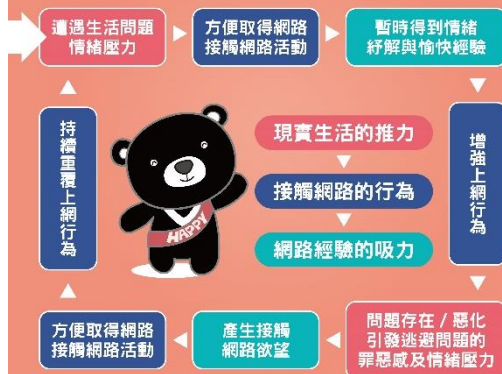 遭遇生活問題
情緒壓力
方便取得網路
接觸網路活動
暫時得到情緒
紓解與愉快經驗
增強上網行為
問題存在 / 惡化
引發逃避問題的
罪惡感及情緒壓力
產生接觸
網路欲望
方便取得網路
接觸網路活動
持續重覆上網行為
現實生活的推力
接觸網路的行為
網路經驗的吸力
HAPPY